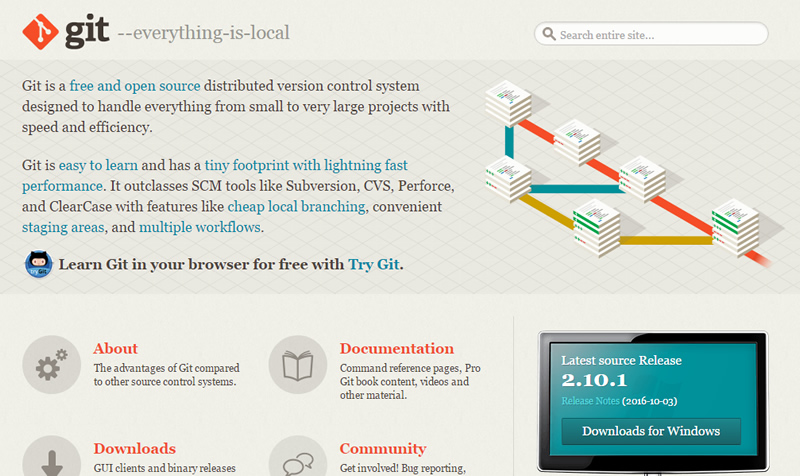 git --everything-is-local
Search entire site...
Git is a free and open source distributed version control system
designed to handle everything from small to very large projects with
speed and efficiency.
Git is easy to learn and has a tiny footprint with lightning fast
performance. It outclasses SCM tools like Subversion, CVS, Perforce,
and ClearCase with features like cheap local branching, convenient
staging areas, and multiple workflows.
Learn Git in your browser for free with Try Git.
About
The advantages of Git compared
to other source control systems.
Documentation
Command reference pages, Pro
Git book content, videos and
other material.
Latest source Release
2.10.1
Release Notes (2016-10-03)
Downloads for Windows
Downloads
GUI clients and binary releases
Community
Get involved! Bug reporting,